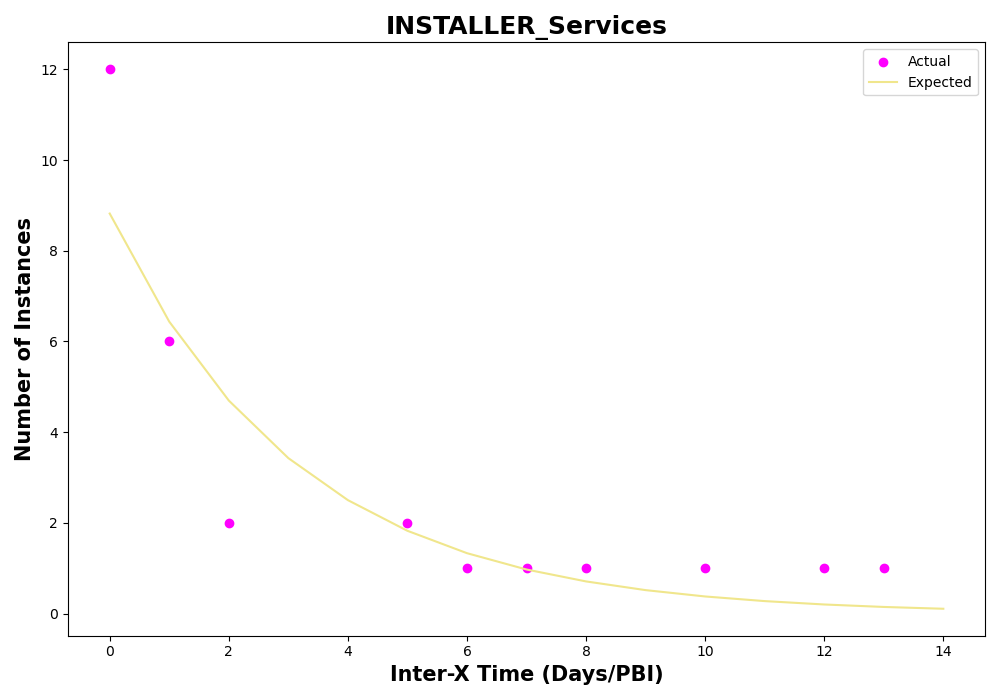 INSTALLER_Services
Actual
Expected
Number of Instances
12
10
8
6
4
2
0
0 2 4 6 8 10 12 14
Inter-X Time (Days/PBI)